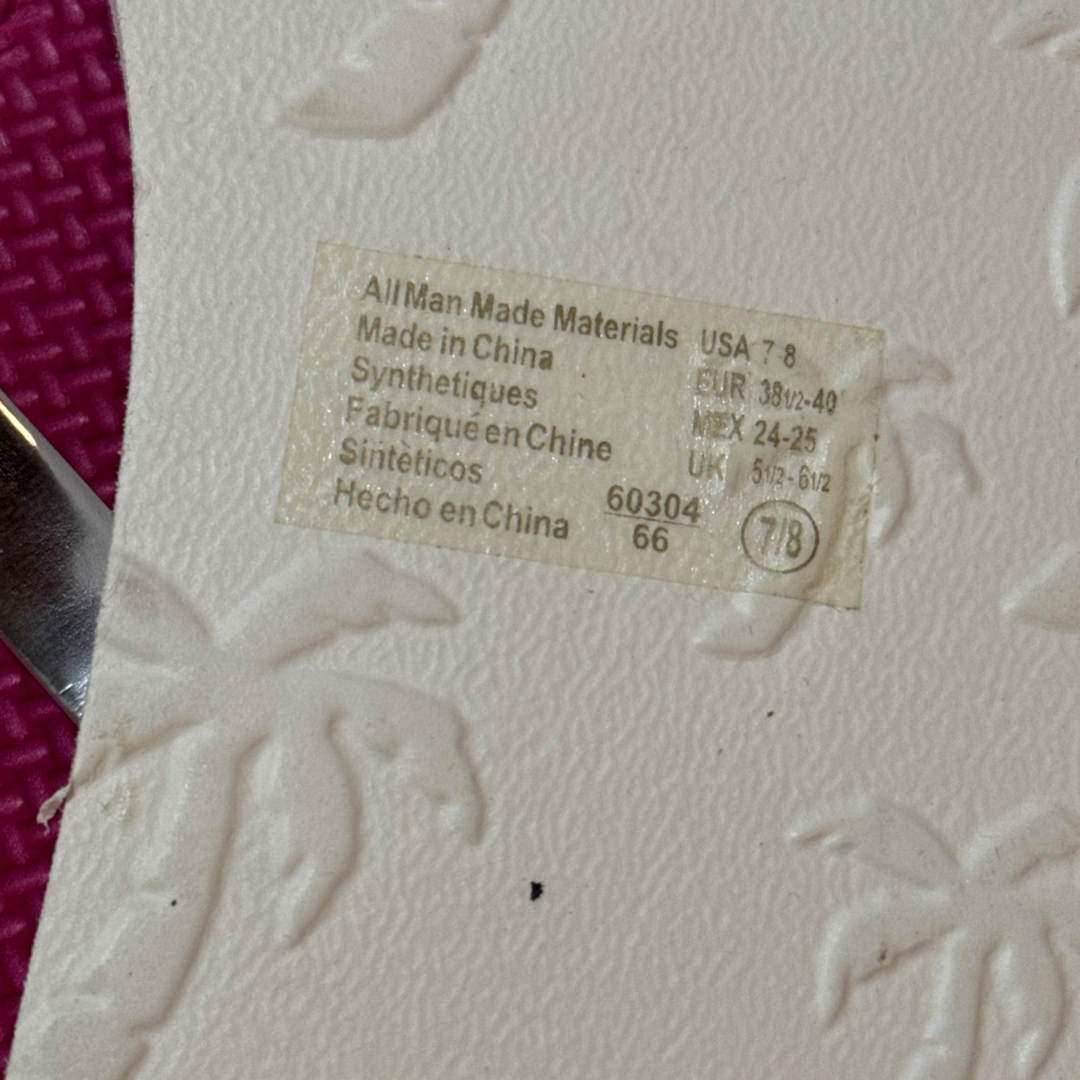 All Man Made Materials
Made in China
Synthetiques
Fabriqué en Chine
Sintèticos
Hecho en China
60304
66
USA 7 8
EUR 38 1/2-40
MEX 24-25
UK 5 1/2-6 1/2
7/8